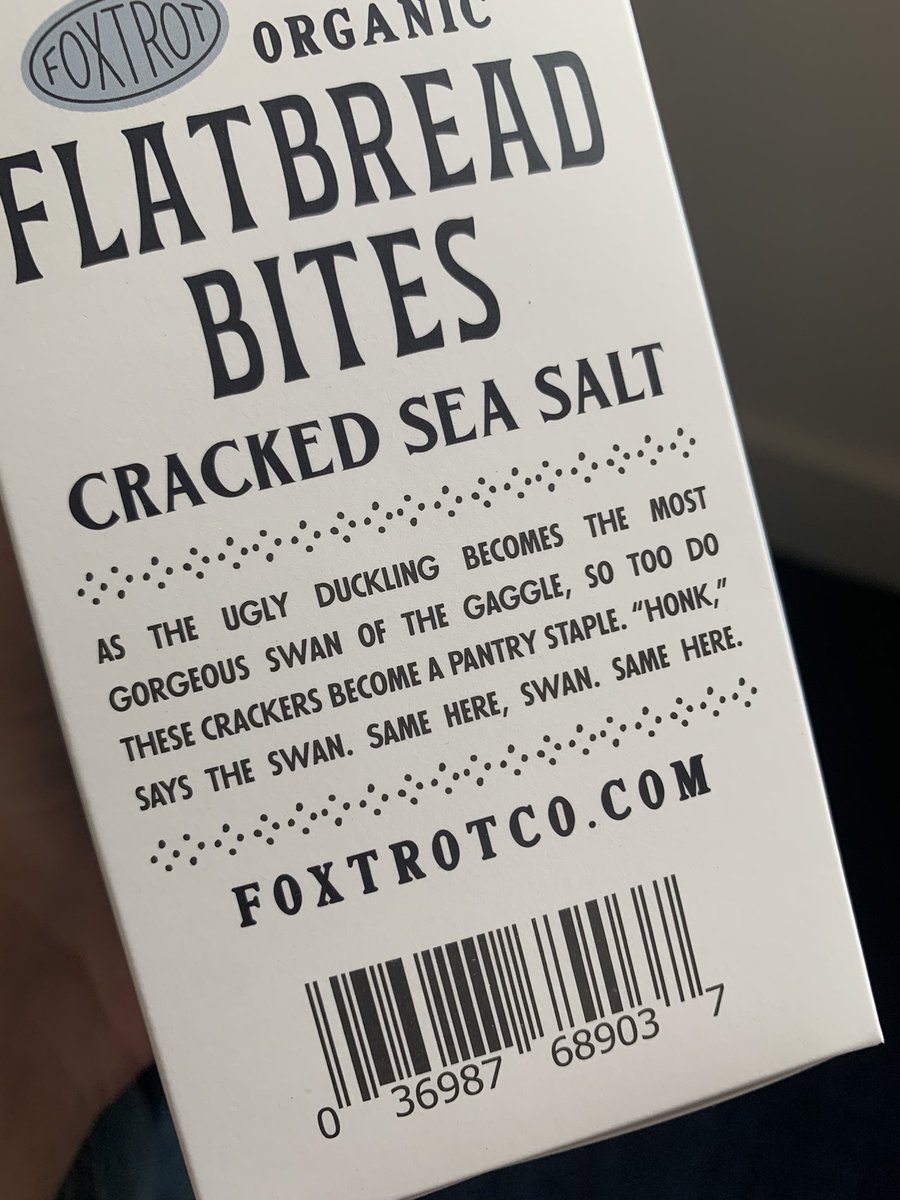 FOXTROT
ORGANIC
FLATBREAD
BITES
CRACKED SEA SALT
AS THE UGLY DUCKLING BECOMES THE MOST
GORGEOUS SWAN OF THE GAGGLE, SO TOO DO
THESE CRACKERS BECOME A PANTRY STAPLE. “HONK,”
SAYS THE SWAN. SAME HERE, SWAN. SAME HERE.
FOXTROTCO.COM
0 36987 68903 7